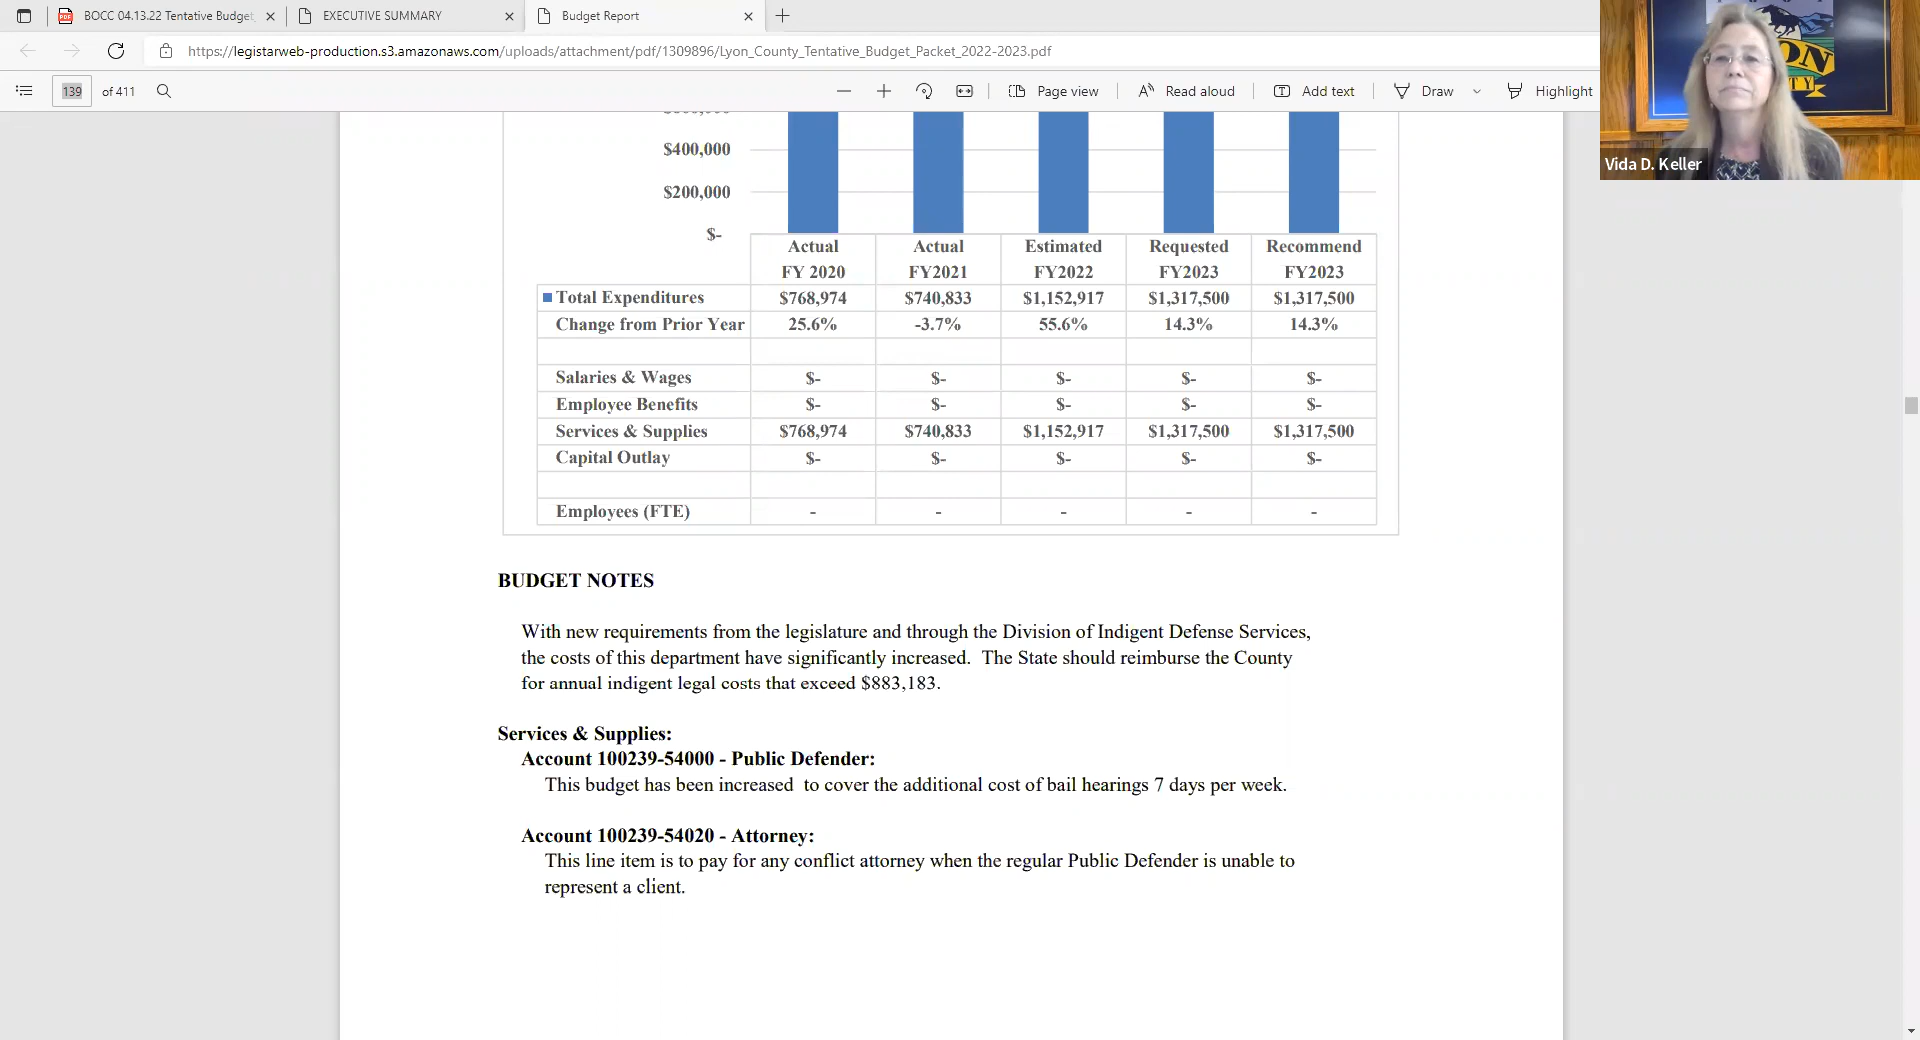 BOCC 04.13.22 Tentative Budget
EXECUTIVE SUMMARY
Budget Report
https://legistarweb-production.s3.amazonaws.com/uploads/attachment/pdf/1309896/Lyon_County_Tentative_Budget_Packet_2022-2023.pdf
139 of 411
Page view
Read aloud
Add text
Draw
Highlight
Vida D. Keller
$400,000
$200,000
$-
Actual Actual Estimated Requested Recommend
FY 2020 FY2021 FY2022 FY2023 FY2023
Total Expenditures $768,974 $740,833 $1,152,917 $1,317,500 $1,317,500
Change from Prior Year 25.6% -3.7% 55.6% 14.3% 14.3%
Salaries & Wages $- $- $- $- $-
Employee Benefits $- $- $- $- $-
Services & Supplies $768,974 $740,833 $1,152,917 $1,317,500 $1,317,500
Capital Outlay $- $- $- $- $-
Employees (FTE) - - - - -
BUDGET NOTES
With new requirements from the legislature and through the Division of Indigent Defense Services,
the costs of this department have significantly increased. The State should reimburse the County
for annual indigent legal costs that exceed $883,183.
Services & Supplies:
Account 100239-54000 - Public Defender:
This budget has been increased to cover the additional cost of bail hearings 7 days per week.
Account 100239-54020 - Attorney:
This line item is to pay for any conflict attorney when the regular Public Defender is unable to
represent a client.